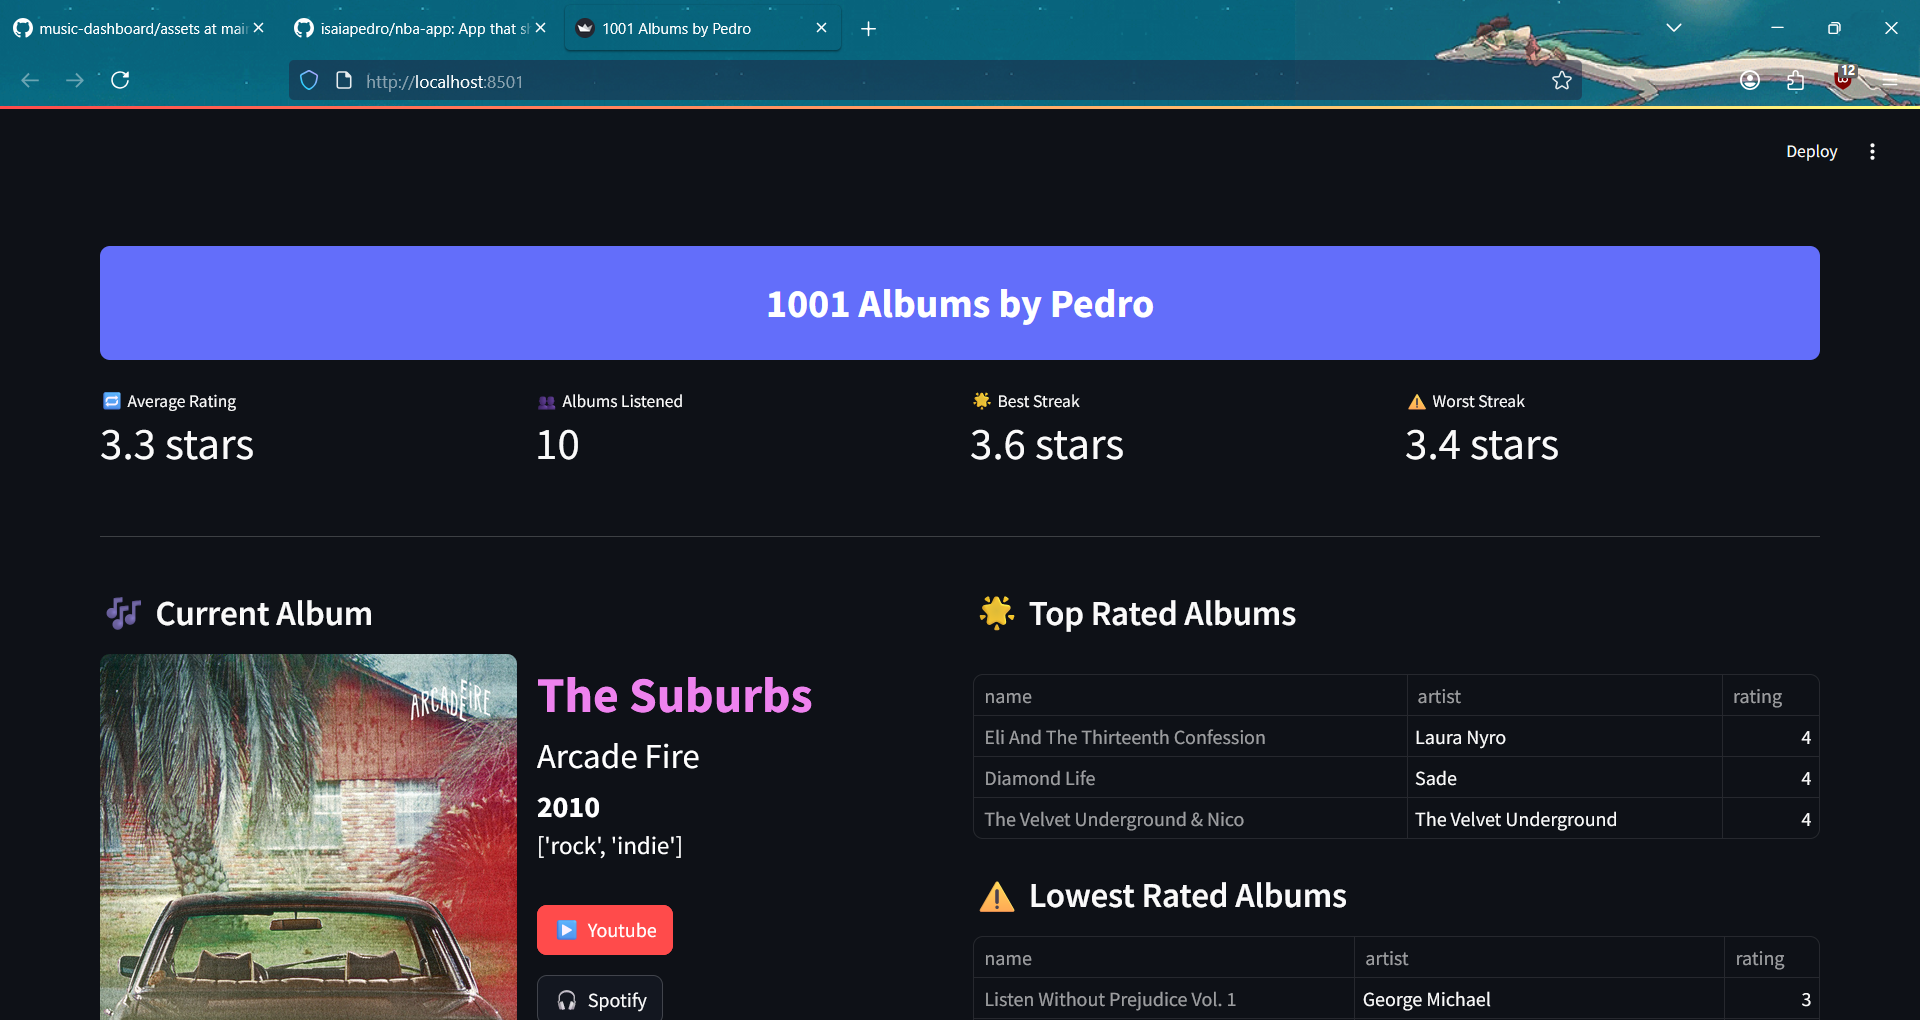 music-dashboard/assets at mai
isaiapedro/nba-app: App that s
1001 Albums by Pedro
http://localhost:8501
12
Deploy
1001 Albums by Pedro
Average Rating
3.3 stars
Albums Listened
10
Best Streak
3.6 stars
Worst Streak
3.4 stars
Current Album
ARCADE FIRE
The Suburbs
Arcade Fire
2010
['rock', 'indie']
Youtube
Spotify
Top Rated Albums
name artist rating
Eli And The Thirteenth Confession Laura Nyro 4
Diamond Life Sade 4
The Velvet Underground & Nico The Velvet Underground 4
Lowest Rated Albums
name artist rating
Listen Without Prejudice Vol. 1 George Michael 3